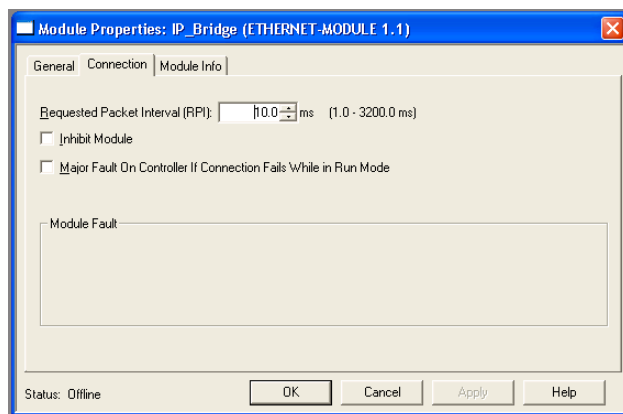 Module Properties: IP_Bridge (ETHERNET-MODULE 1.1)
General Connection Module Info
Requested Packet Interval (RPI): 10.0 ms (1.0 - 3200.0 ms)
Inhibit Module
Major Fault On Controller If Connection Fails While in Run Mode
Module Fault
Status: Offline OK Cancel Apply Help